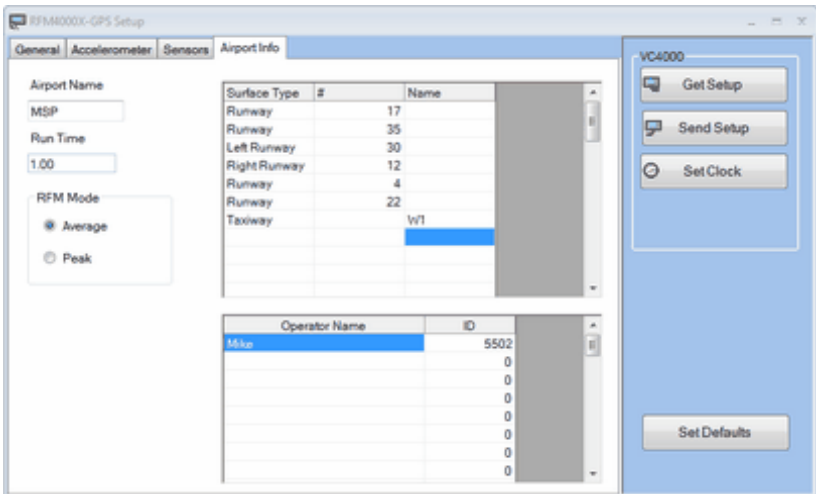 RFM4000X-GPS Setup
General Accelerometer Sensors Airport Info
Airport Name
MSP
Run Time
1.00
RFM Mode
Average
Peak
Surface Type # Name
Runway 17
Runway 35
Left Runway 30
Right Runway 12
Runway 4
Runway 22
Taxiway W1
Operator Name ID
Mike 5502
0
0
0
0
0
0
0
VC4000
Get Setup
Send Setup
Set Clock
Set Defaults